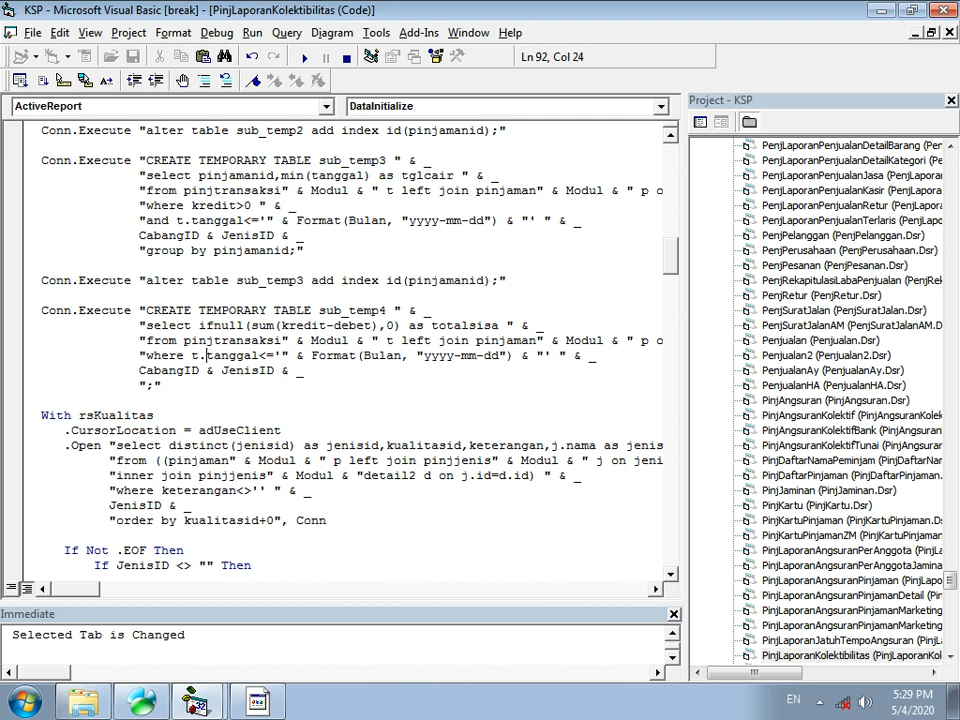 KSP - Microsoft Visual Basic [break] - [PinjLaporanKolektibilitas (Code)]
File Edit View Project Format Debug Run Query Diagram Tools Add-Ins Window Help
Ln 92, Col 24
ActiveReport
DataInitialize
Conn.Execute "alter table sub_temp2 add index id(pinjamanid);"
Conn.Execute "CREATE TEMPORARY TABLE sub_temp3 " & _
"select pinjamanid,min(tanggal) as tglcair " & _
"from pinjtransaksi" & Modul & " t left join pinjaman" & Modul & " p o
"where kredit>0 " & _
"and t.tanggal<='" & Format(Bulan, "yyyy-mm-dd") & "' " & _
CabangID & JenisID & _
"group by pinjamanid;"
Conn.Execute "alter table sub_temp3 add index id(pinjamanid);"
Conn.Execute "CREATE TEMPORARY TABLE sub_temp4 " & _
"select ifnull(sum(kredit-debet),0) as totalsisa " & _
"from pinjtransaksi" & Modul & " t left join pinjaman" & Modul & " p o
"where t.tanggal<='" & Format(Bulan, "yyyy-mm-dd") & "' " & _
CabangID & JenisID & _
";"
With rsKualitas
.CursorLocation = adUseClient
.Open "select distinct(jenisid) as jenisid,kualitasid,keterangan,j.nama as jenis
"from ((pinjaman" & Modul & " p left join pinjjenis" & Modul & " j on jeni
"inner join pinjjenis" & Modul & "detail2 d on j.id=d.id) " & _
"where keterangan<>'' " & _
JenisID & _
"order by kualitasid+0", Conn
If Not .EOF Then
If JenisID <> "" Then
Immediate
Selected Tab is Changed
Project - KSP
PenjLaporanPenjualanDetailBarang (Pen
PenjLaporanPenjualanDetailKategori (Pe
PenjLaporanPenjualanJasa (PenjLaporan
PenjLaporanPenjualanKasir (PenjLaporan
PenjLaporanPenjualanRetur (PenjLapora
PenjLaporanPenjualanTerlaris (PenjLapo
PenjPelanggan (PenjPelanggan.Dsr)
PenjPerusahaan (PenjPerusahaan.Dsr)
PenjPesanan (PenjPesanan.Dsr)
PenjRekapitulasiLabaPenjualan (PenjRek
PenjRetur (PenjRetur.Dsr)
PenjSuratJalan (PenjSuratJalan.Dsr)
PenjSuratJalanAM (PenjSuratJalanAM.D
Penjualan (Penjualan.Dsr)
Penjualan2 (Penjualan2.Dsr)
PenjualanAy (PenjualanAy.Dsr)
PenjualanHA (PenjualanHA.Dsr)
PinjAngsuran (PinjAngsuran.Dsr)
PinjAngsuranKolektif (PinjAngsuranKolek
PinjAngsuranKolektifBank (PinjAngsuran
PinjAngsuranKolektifTunai (PinjAngsuran
PinjDaftarNamaPeminjam (PinjDaftarNam
PinjDaftarPinjaman (PinjDaftarPinjaman.
PinjJaminan (PinjJaminan.Dsr)
PinjKartu (PinjKartu.Dsr)
PinjKartuPinjaman (PinjKartuPinjaman.Ds
PinjKartuPinjamanZM (PinjKartuPinjaman
PinjLaporanAngsuranPerAnggota (PinjLa
PinjLaporanAngsuranPerAnggotaJamina
PinjLaporanAngsuranPinjaman (PinjLapo
PinjLaporanAngsuranPinjamanDetail (Pin
PinjLaporanAngsuranPinjamanMarketing
PinjLaporanAngsuranPinjamanMarketing
PinjLaporanJatuhTempoAngsuran (PinjL
PinjLaporanKolektibilitas (PinjLaporanKol
EN
5:29 PM
5/4/2020